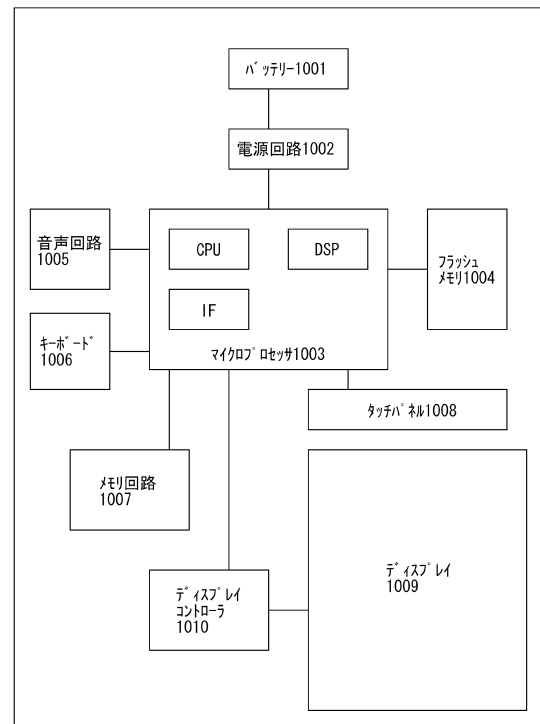 ﾊﾞｯﾃﾘｰ1001
電源回路1002
音声回路
1005
CPU
DSP
ﾌﾗｯｼｭ
ﾒﾓﾘ1004
IF
ｷｰﾎﾞｰﾄﾞ
1006
ﾏｲｸﾛﾌﾟﾛｾｯｻ1003
ﾀｯﾁﾊﾟﾈﾙ1008
ﾒﾓﾘ回路
1007
ﾃﾞｨｽﾌﾟﾚｲ
1009
ﾃﾞｨｽﾌﾟﾚｲ
ｺﾝﾄﾛｰﾗ
1010